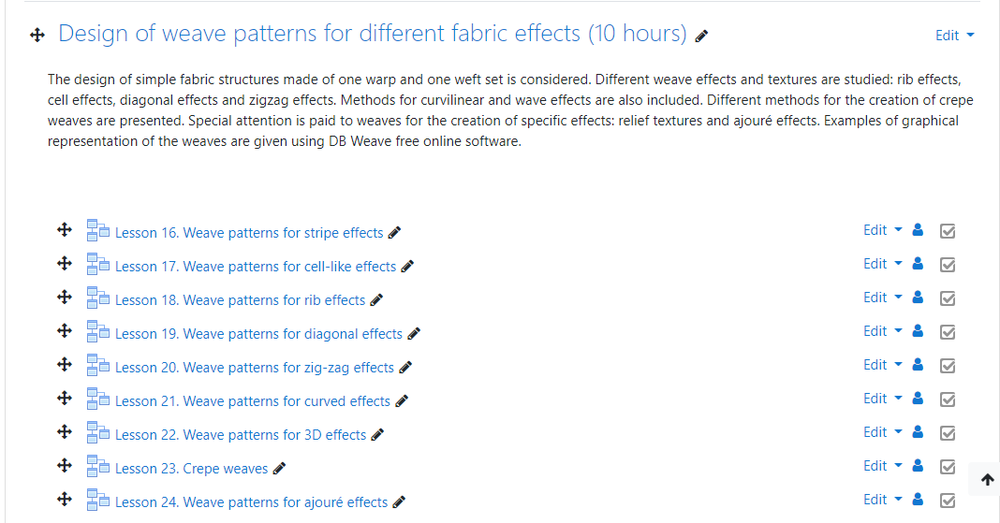 Design of weave patterns for different fabric effects (10 hours)
Edit
The design of simple fabric structures made of one warp and one weft set is considered. Different weave effects and textures are studied: rib effects,
cell effects, diagonal effects and zigzag effects. Methods for curvilinear and wave effects are also included. Different methods for the creation of crepe
weaves are presented. Special attention is paid to weaves for the creation of specific effects: relief textures and ajouré effects. Examples of graphical
representation of the weaves are given using DB Weave free online software.
Lesson 16. Weave patterns for stripe effects
Edit
Lesson 17. Weave patterns for cell-like effects
Edit
Lesson 18. Weave patterns for rib effects
Edit
Lesson 19. Weave patterns for diagonal effects
Edit
Lesson 20. Weave patterns for zig-zag effects
Edit
Lesson 21. Weave patterns for curved effects
Edit
Lesson 22. Weave patterns for 3D effects
Edit
Lesson 23. Crepe weaves
Edit
Lesson 24. Weave patterns for ajouré effects
Edit